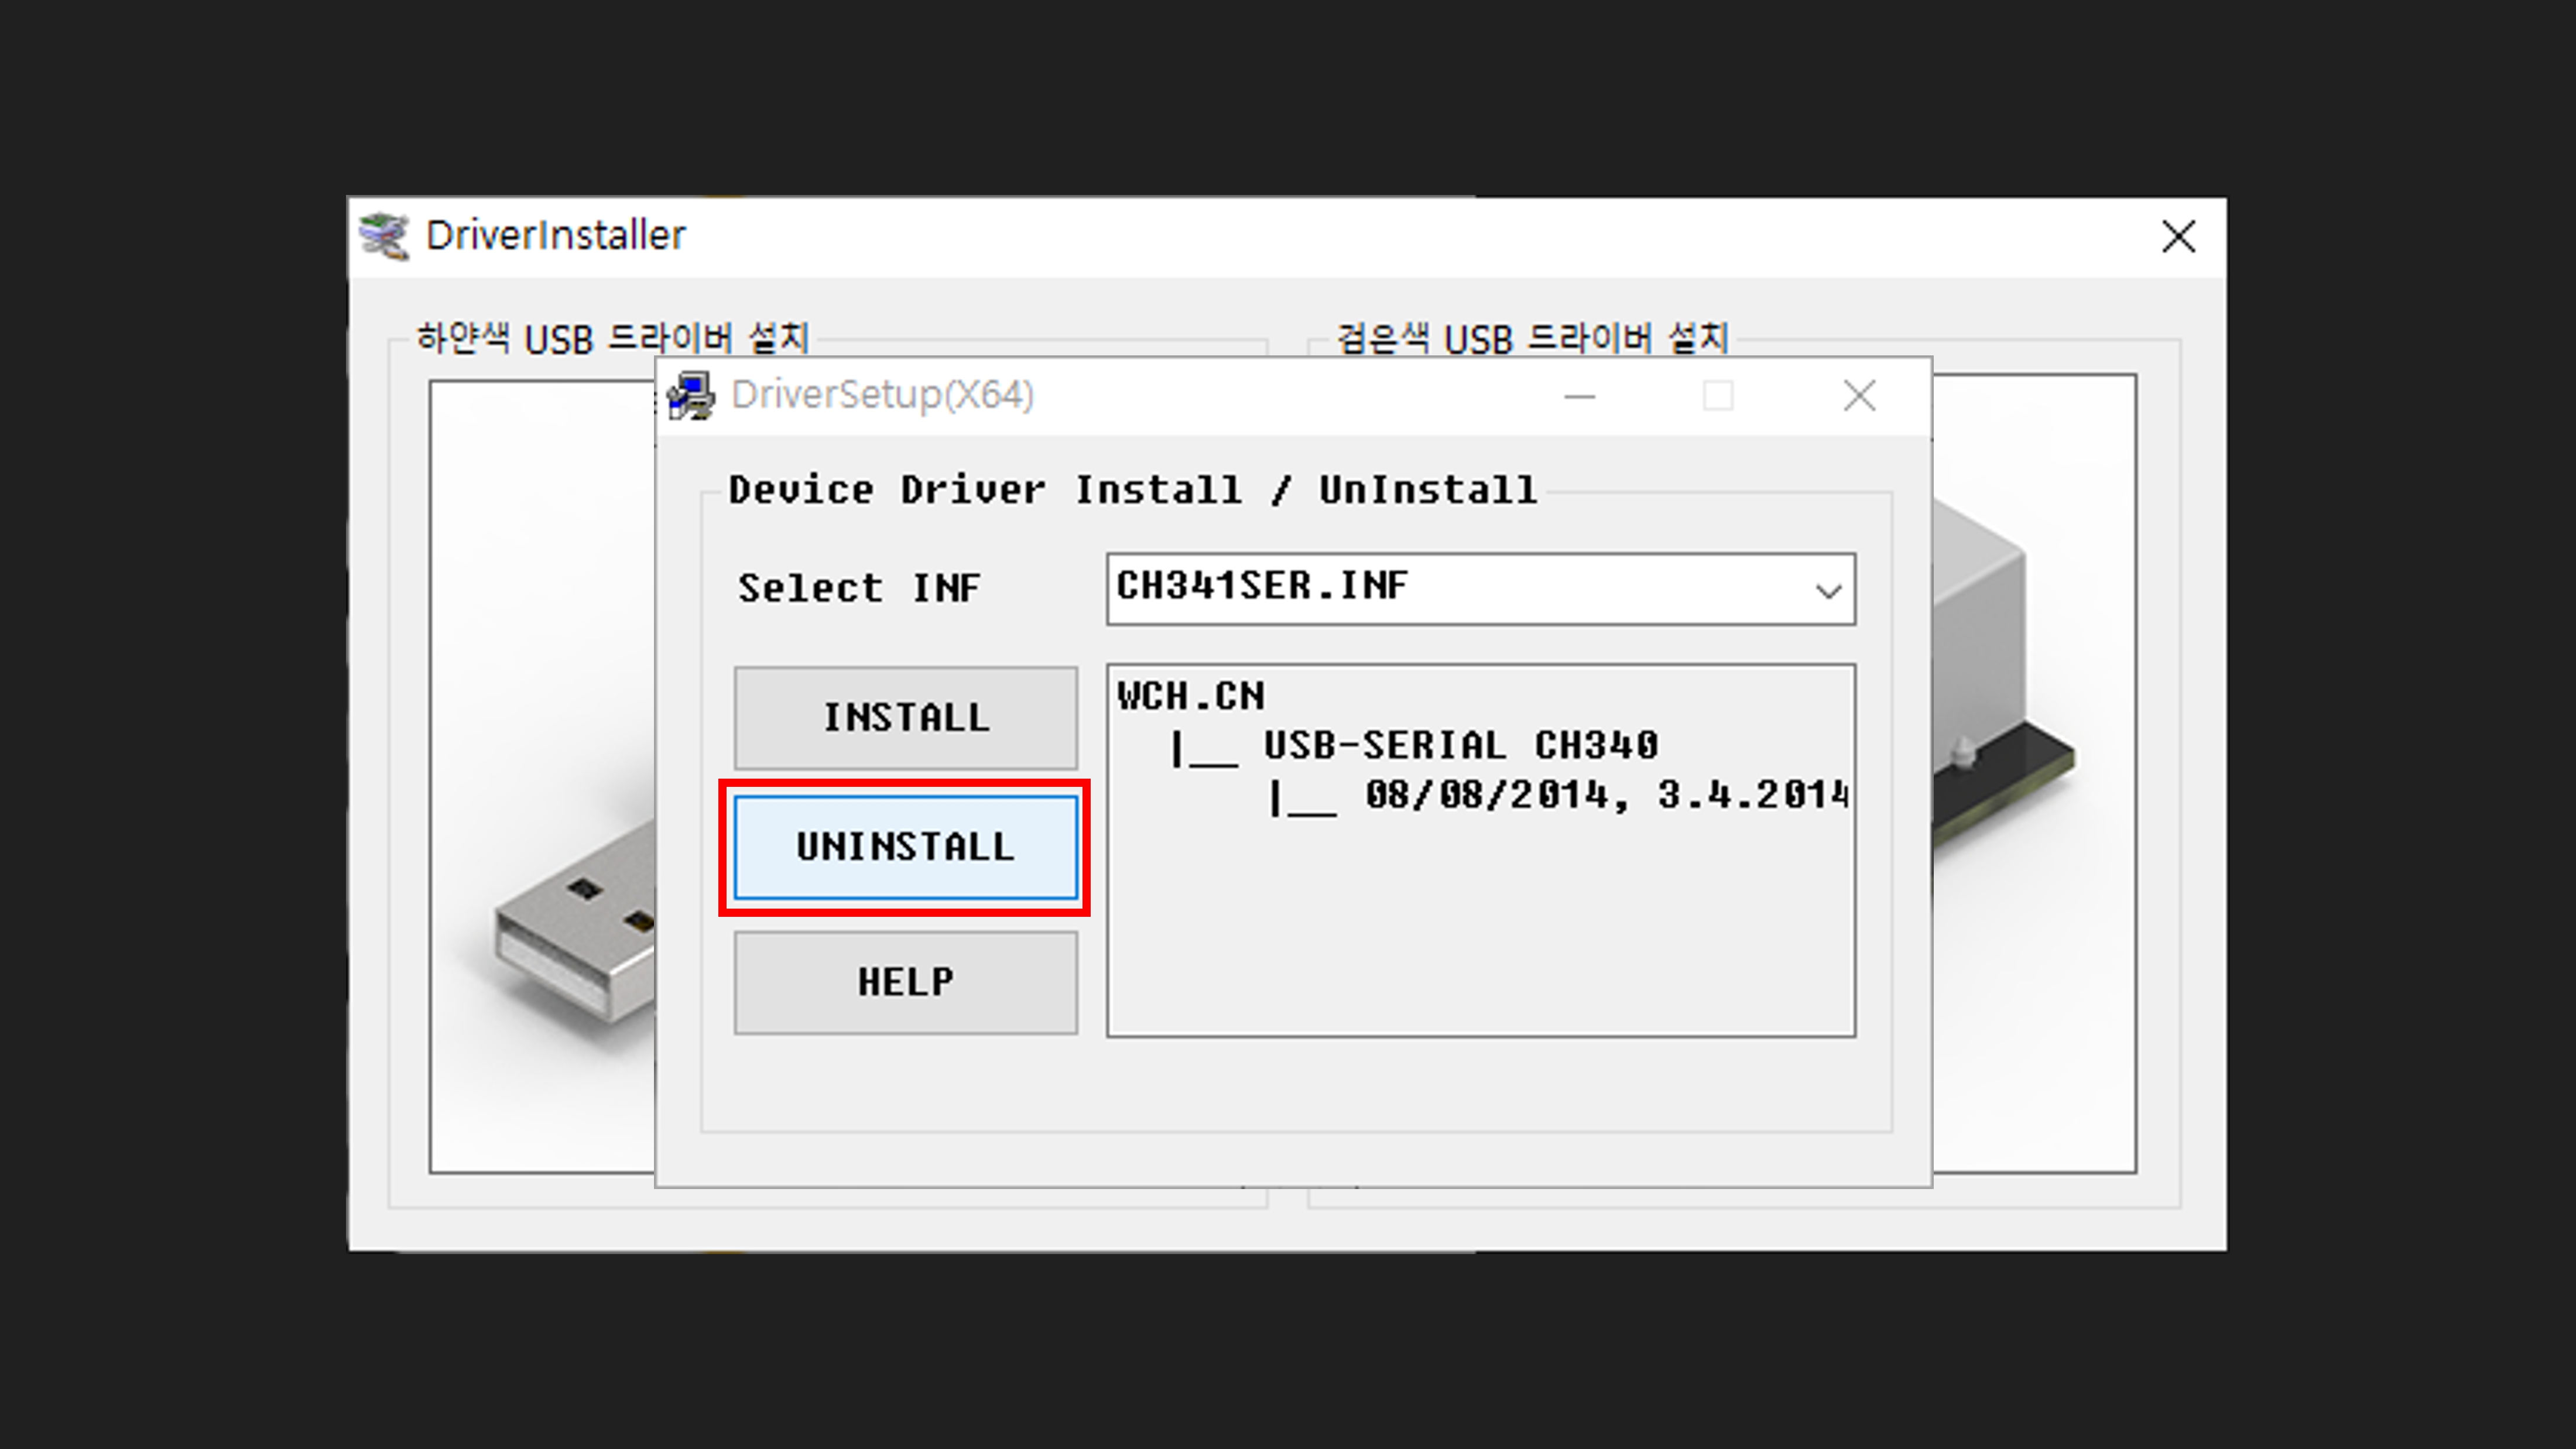 DriverInstaller
하얀색 USB 드라이버 설치
검은색 USB 드라이버 설치
DriverSetup(X64)
Device Driver Install / UnInstall
Select INF
CH341SER.INF
INSTALL
UNINSTALL
HELP
WCH.CN
|__ USB-SERIAL CH340
|__ 08/08/2014, 3.4.2014